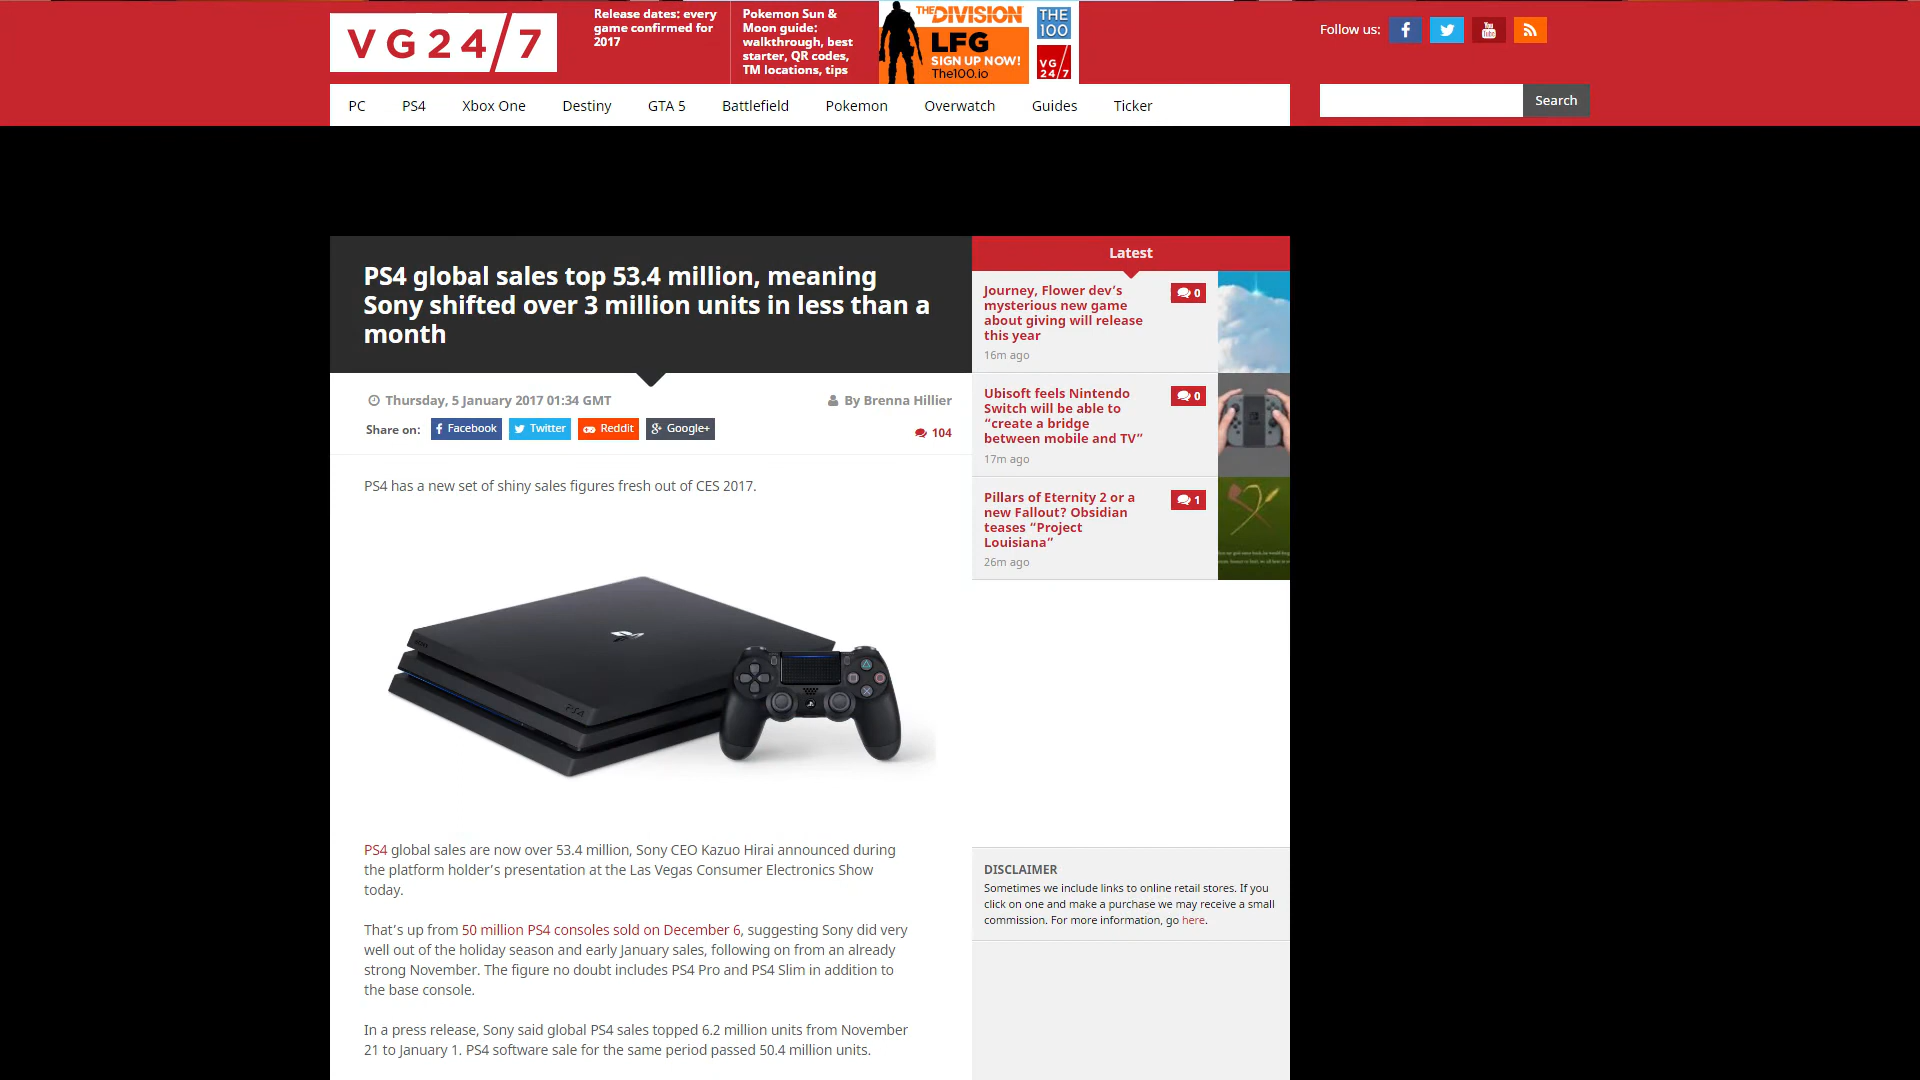 VG24/7
Release dates: every
game confirmed for
2017
Pokemon Sun &
Moon guide:
walkthrough, best
starter, QR codes,
TM locations, tips
THE DIVISION
LFG
SIGN UP NOW!
The100.io
THE
100
VG
24/7
Follow us:
You
Tube
PC PS4 Xbox One Destiny GTA 5 Battlefield Pokemon Overwatch Guides Ticker
Search
PS4 global sales top 53.4 million, meaning
Sony shifted over 3 million units in less than a
month
Thursday, 5 January 2017 01:34 GMT
By Brenna Hillier
Share on: Facebook Twitter Reddit Google+
104
PS4 has a new set of shiny sales figures fresh out of CES 2017.
PS4
PS4 global sales are now over 53.4 million, Sony CEO Kazuo Hirai announced during
the platform holder’s presentation at the Las Vegas Consumer Electronics Show
today.
That’s up from 50 million PS4 consoles sold on December 6, suggesting Sony did very
well out of the holiday season and early January sales, following on from an already
strong November. The figure no doubt includes PS4 Pro and PS4 Slim in addition to
the base console.
In a press release, Sony said global PS4 sales topped 6.2 million units from November
21 to January 1. PS4 software sale for the same period passed 50.4 million units.
Latest
Journey, Flower dev’s
mysterious new game
about giving will release
this year
0
16m ago
Ubisoft feels Nintendo
Switch will be able to
“create a bridge
between mobile and TV”
0
17m ago
Pillars of Eternity 2 or a
new Fallout? Obsidian
teases “Project
Louisiana”
1
26m ago
DISCLAIMER
Sometimes we include links to online retail stores. If you
click on one and make a purchase we may receive a small
commission. For more information, go here.